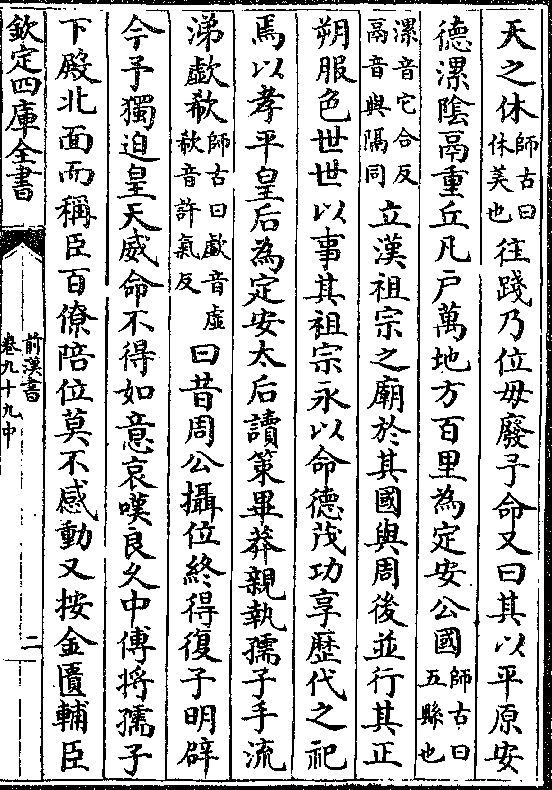 天之休師古曰休美也往踐乃位毋廢予命又曰其以平原安
德漯陰鬲重丘凡戶萬地方百里為定安公國師古曰五縣也
漯音它合反鬲音與隔同立漢祖宗之廟於其國與周後並行其正
朔服色世世以事其祖宗永以命德茂功享歷代之祀
焉以孝平皇后為定安太后讀策畢莽親執孺子手流
涕歔欷師古曰歔音虛欷音許氣反曰昔周公攝位終得復子明辟
今予獨迫皇天威命不得如意哀嘆良久中傅將孺子
下殿北面而稱臣百僚陪位莫不感動又按金匱輔臣
欽定四庫全書
前漢書
卷九十九中
二